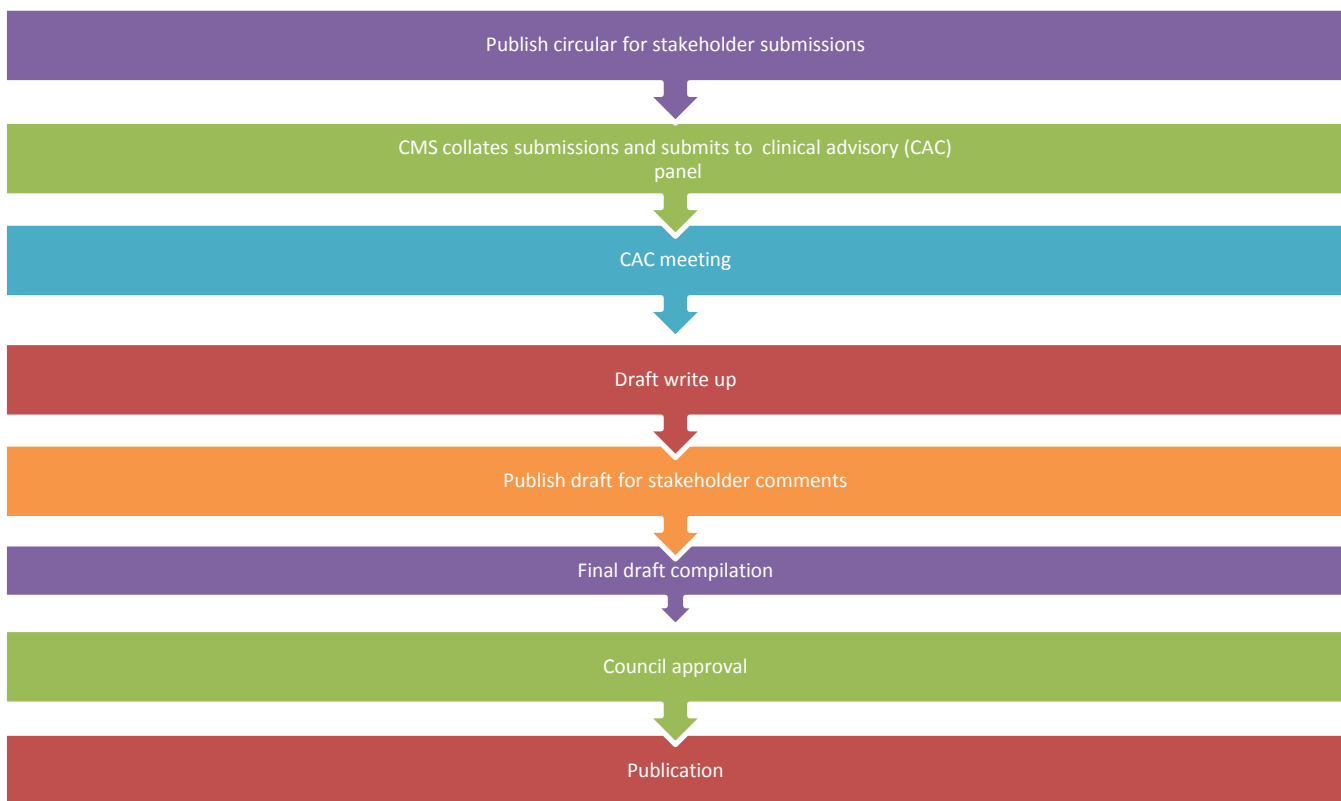 Publish circular for stakeholder submissions
CMS collates submissions and submits to  clinical advisory (CAC)
panel
CAC meeting
Draft write up
Publish draft for stakeholder comments
Final draft compilation
Council approval
Publication